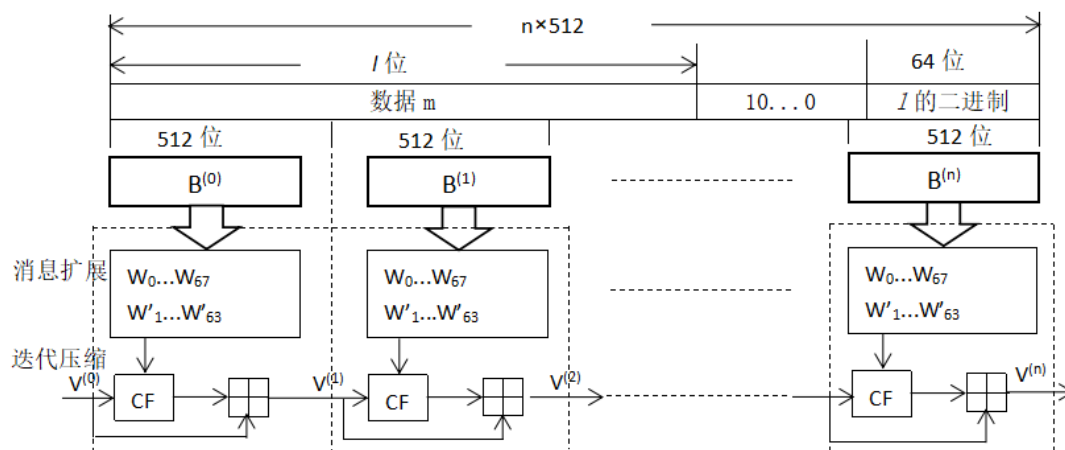 n×512
l 位 64 位
数据 m 10...0 l 的二进制
512 位 512 位 512 位
B(0) B(1) B(n)
消息扩展
W0...W67 W0...W67 W0...W67
W'1...W'63 W'1...W'63 W'1...W'63
迭代压缩
V(0) CF V(1) CF V(2) CF V(n)